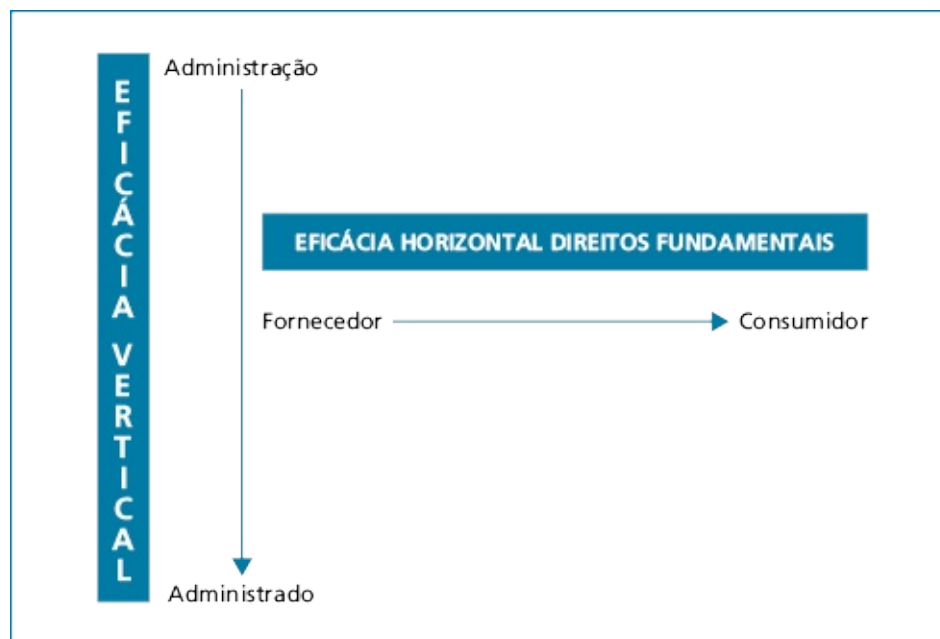 EFICÁCIA VERTICAL
Administração
EFICÁCIA HORIZONTAL DIREITOS FUNDAMENTAIS
Fornecedor
Consumidor
Administrado